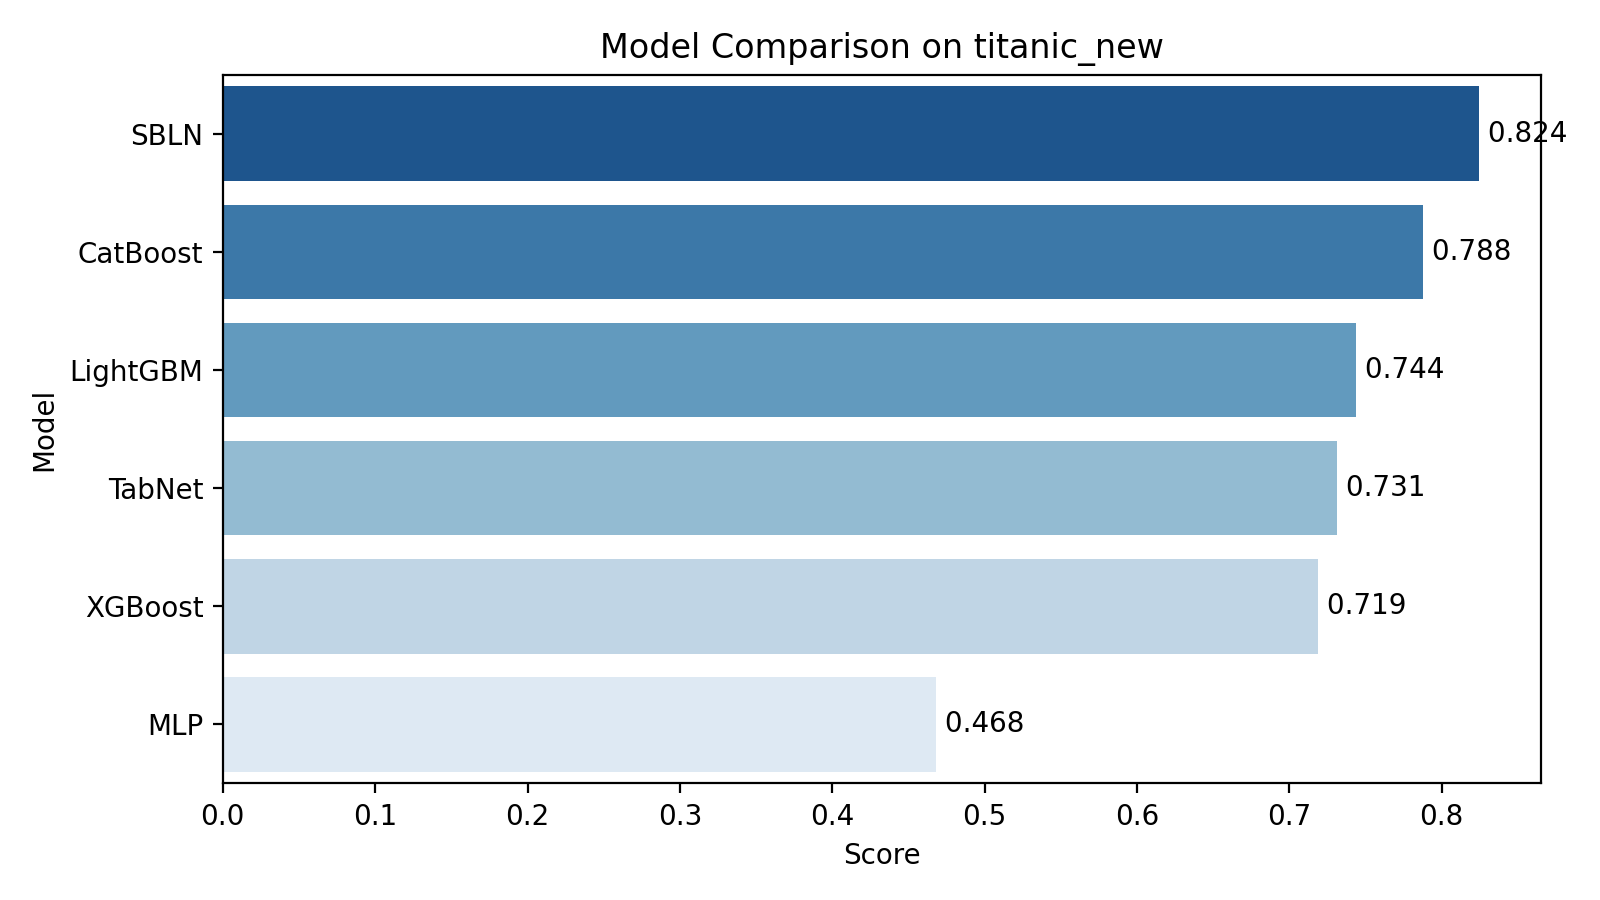 Model Comparison on titanic_new
SBLN
0.824
CatBoost
0.788
LightGBM
0.744
TabNet
0.731
XGBoost
0.719
MLP
0.468
Model
0.0 0.1 0.2 0.3 0.4 0.5 0.6 0.7 0.8
Score